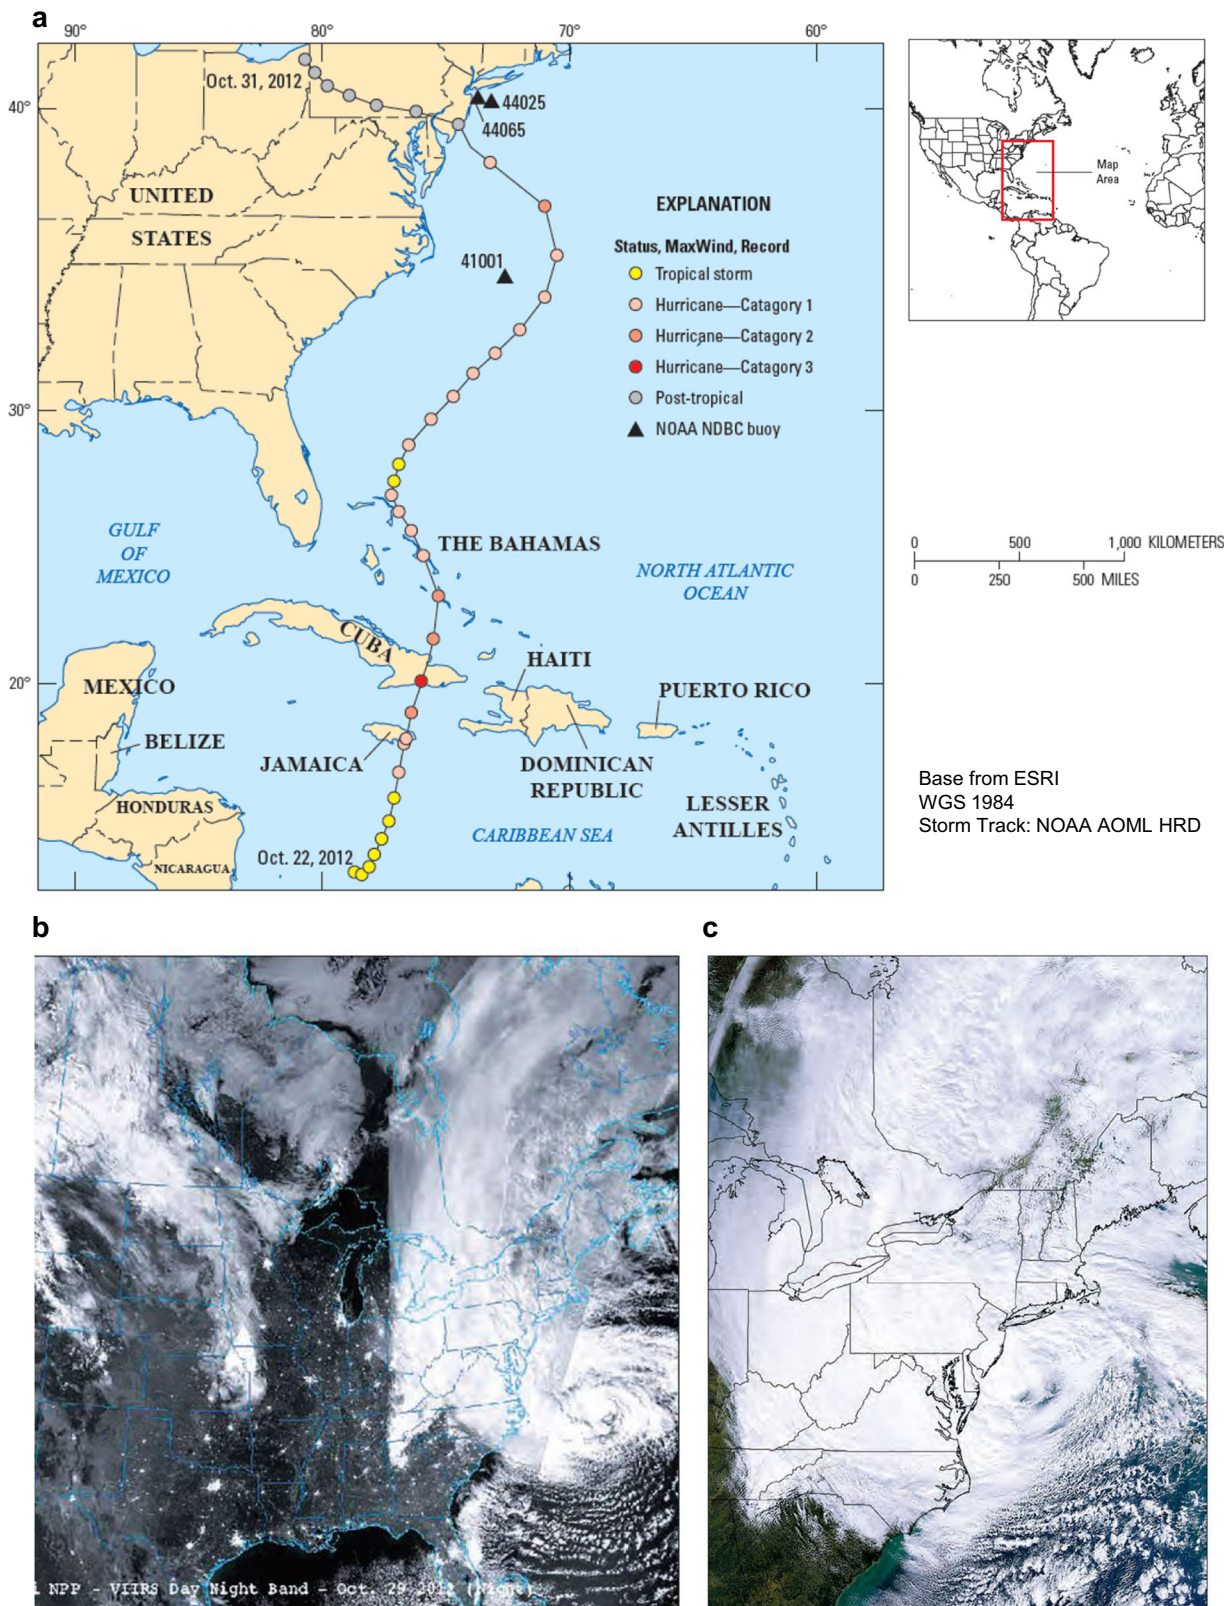 a
90°
80°
70°
60°
Oct. 31, 2012
44025
40°
44065
Map
Area
UNITED
STATES
EXPLANATION
Status, MaxWind, Record
41001
Tropical storm
Hurricane—Catagory 1
Hurricane—Catagory 2
Hurricane—Catagory 3
Post-tropical
NOAA NDBC buoy
30°
GULF
OF
MEXICO
THE BAHAMAS
NORTH ATLANTIC
OCEAN
0 500 1,000 KILOMETERS
0 250 500 MILES
CUBA
HAITI
20°
MEXICO
PUERTO RICO
BELIZE
JAMAICA
DOMINICAN
REPUBLIC
HONDURAS
LESSER
ANTILLES
CARIBBEAN SEA
Oct. 22, 2012
NICARAGUA
Base from ESRI
WGS 1984
Storm Track: NOAA AOML HRD
b
c
i NPP - VIIRS Day Night Band - Oct. 29 2012 (Night)